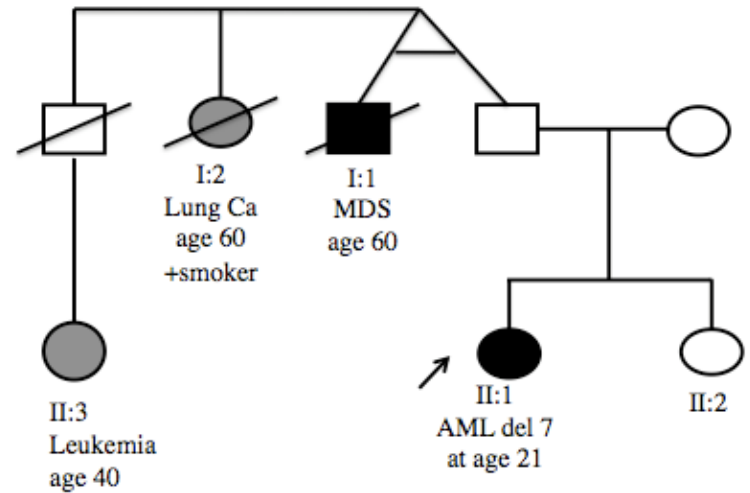 I:2
Lung Ca
age 60
+smoker
I:1
MDS
age 60
II:3
Leukemia
age 40
II:1
AML del 7
at age 21
II:2